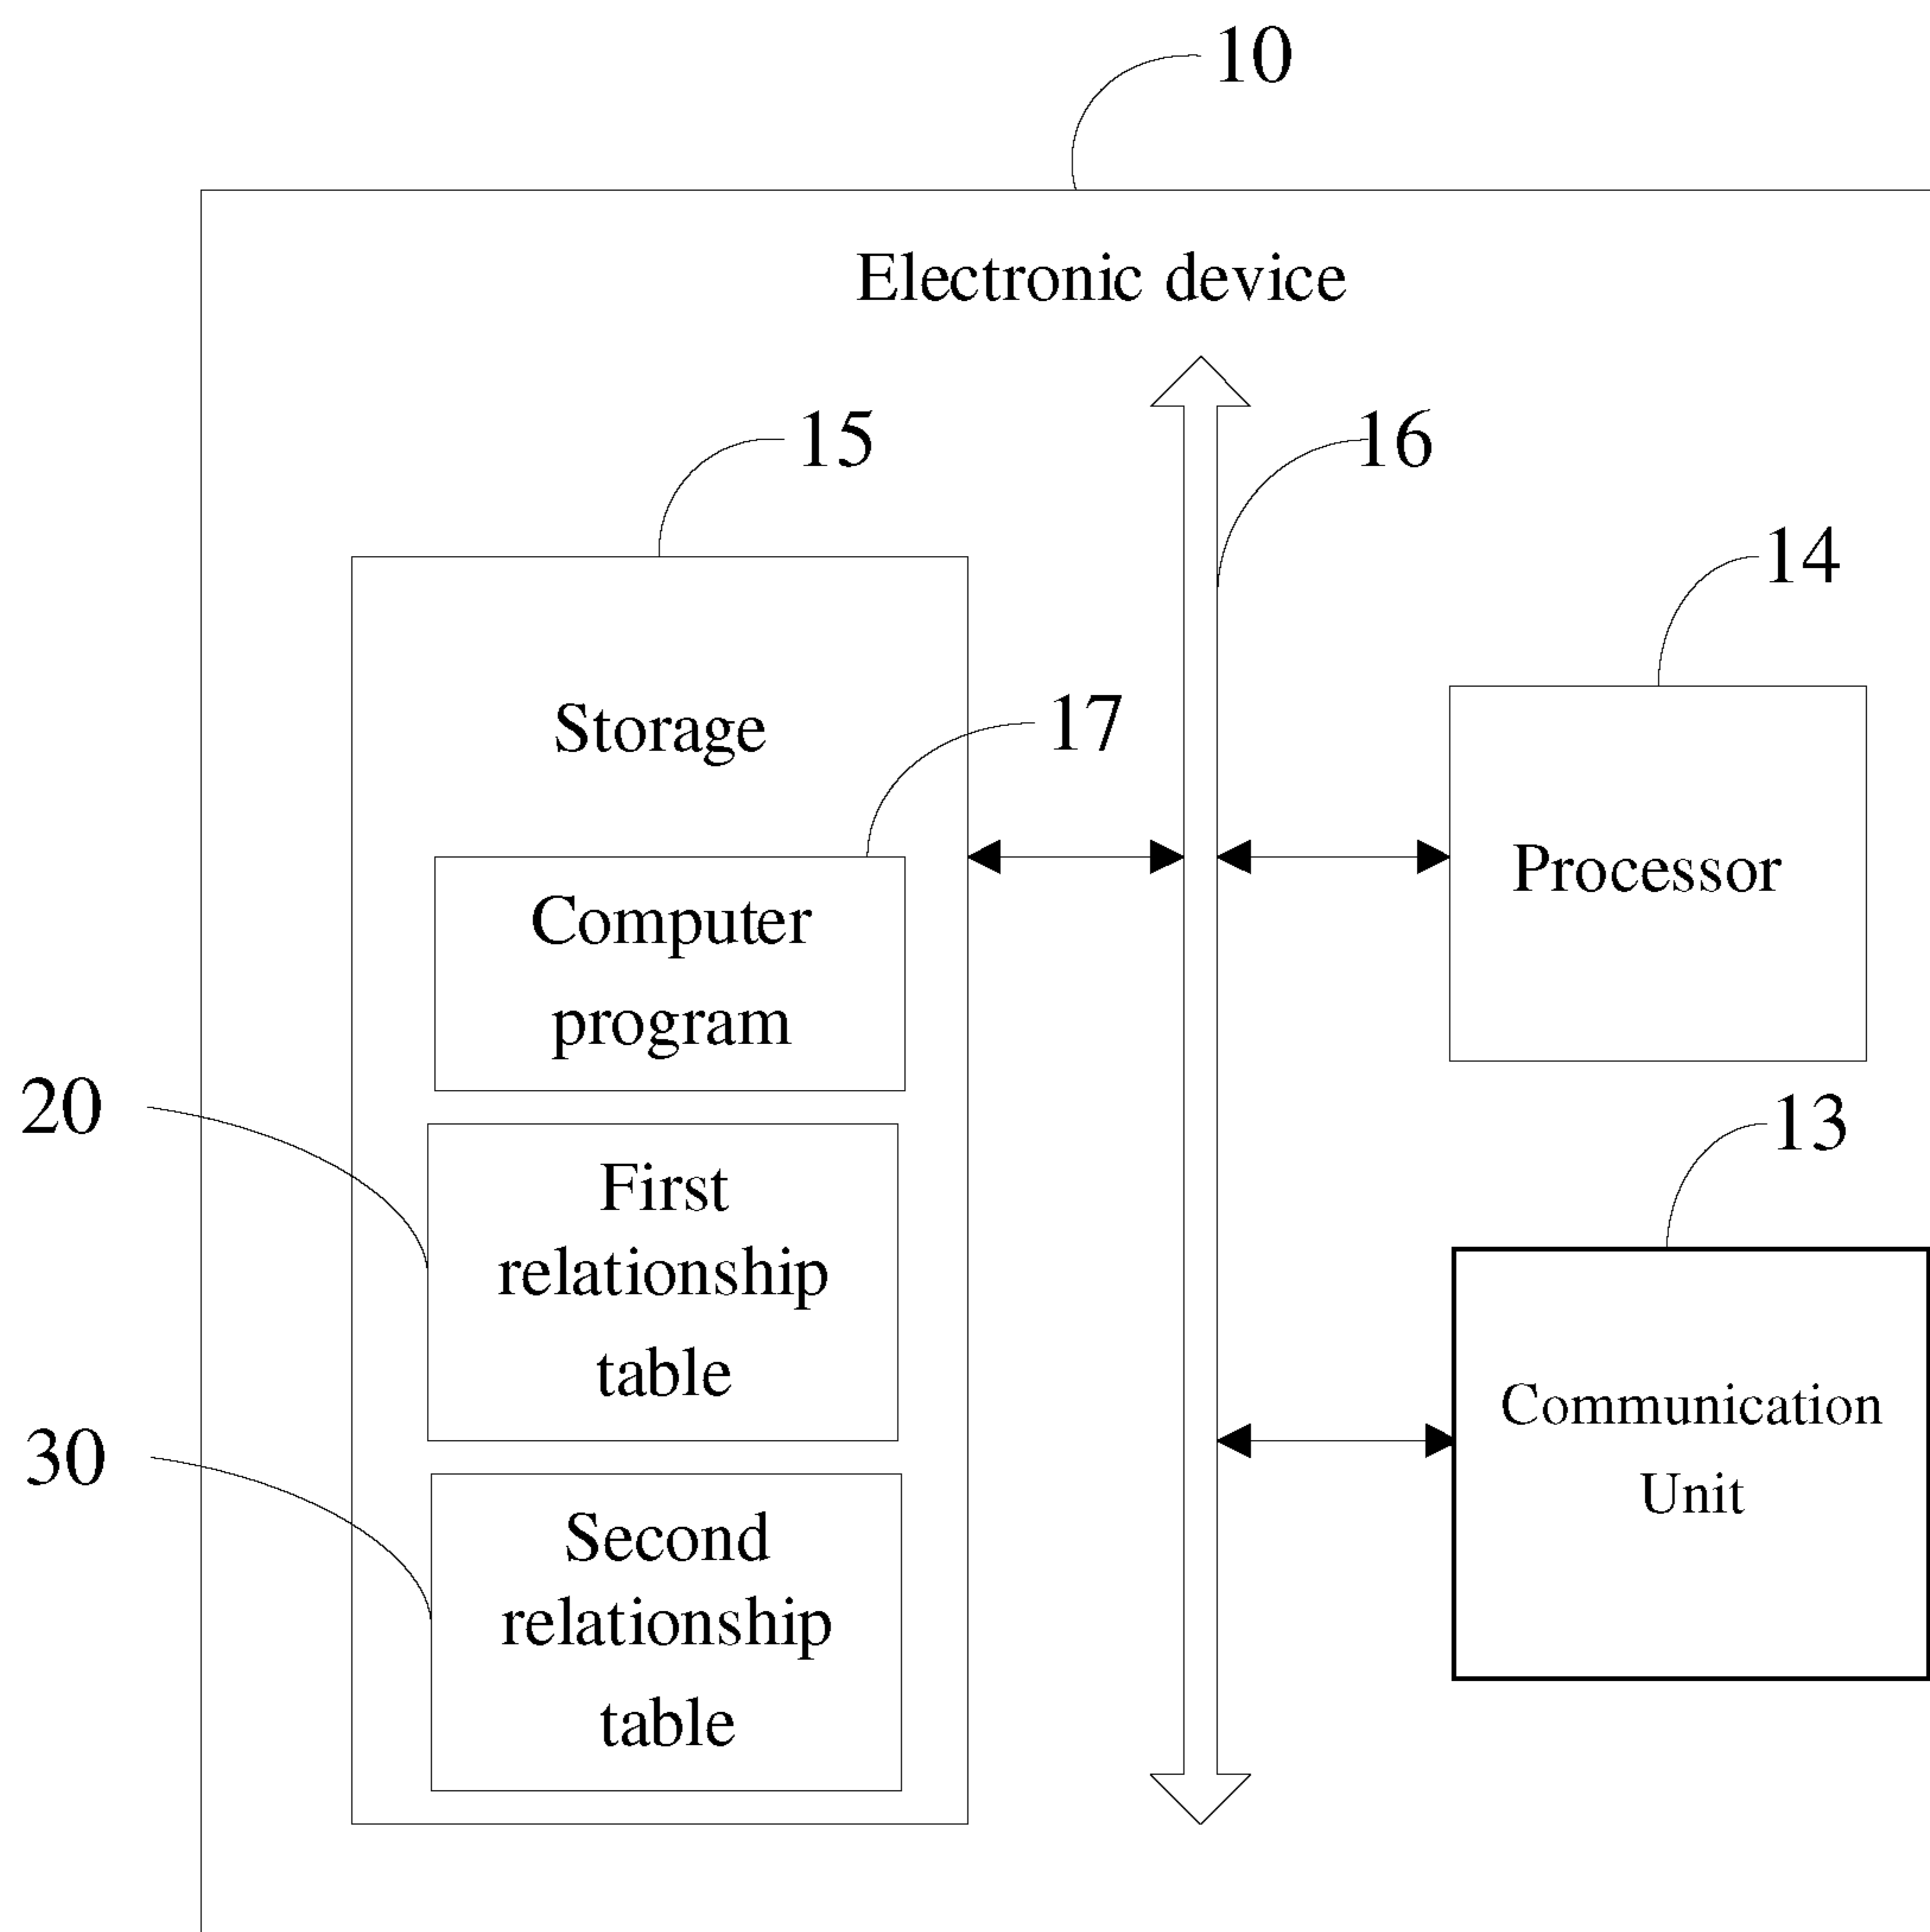 10
Electronic device
15
16
14
Storage
17
Processor
Computer
program
20
13
First
relationship
table
Communication
Unit
30
Second
relationship
table